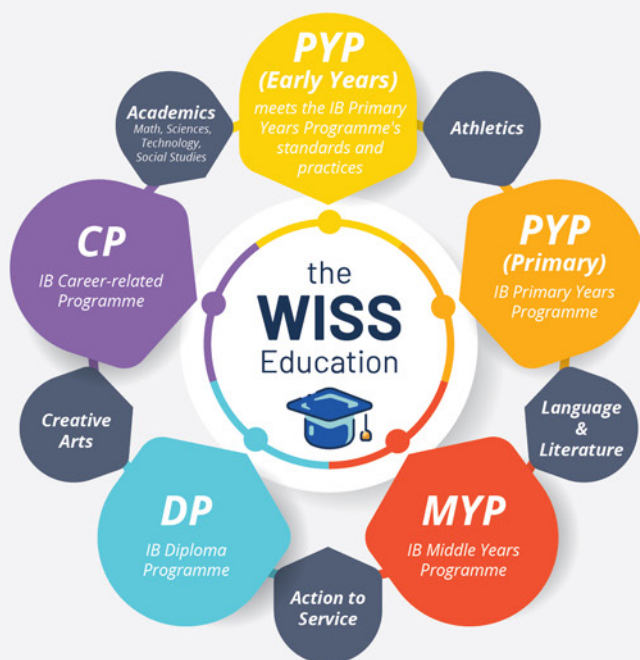 PYP
(Early Years)
meets the IB Primary
Years Programme's
standards and
practices
Athletics
PYP
(Primary)
IB Primary Years
Programme
Language
&
Literature
MYP
IB Middle Years
Programme
Action to
Service
DP
IB Diploma
Programme
Creative
Arts
CP
IB Career-related
Programme
Academics
Math, Sciences,
Technology,
Social Studies
the
WISS
Education